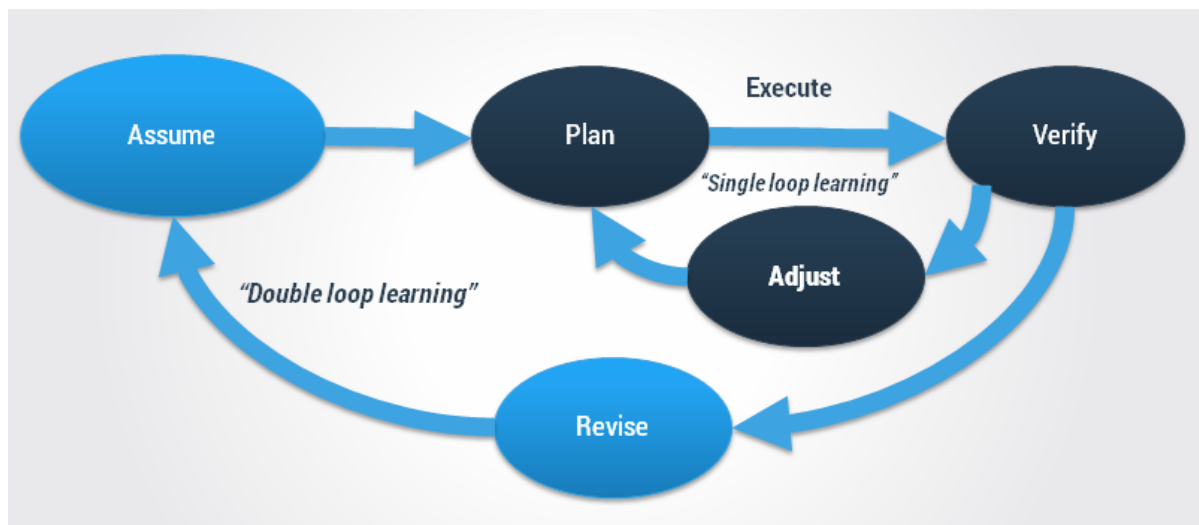 Assume
Plan
Execute
Verify
“Single loop learning”
Adjust
“Double loop learning”
Revise